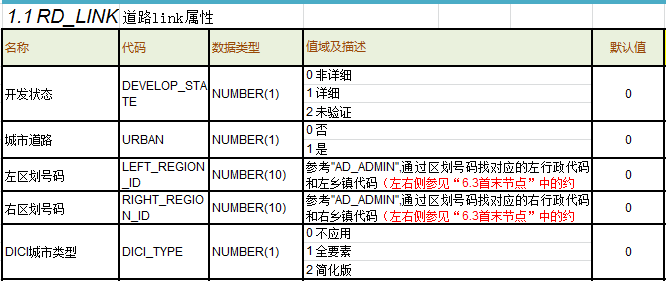 1.1 RD_LINK 道路link属性
名称 代码 数据类型 值域及描述 默认值
开发状态 DEVELOP_STA
TE NUMBER(1) 0 非详细
1 详细
2 未验证 0
城市道路 URBAN NUMBER(1) 0 否
1 是 0
左区划号码 LEFT_REGION
_ID NUMBER(10) 参考"AD_ADMIN",通过区划号码找对应的左行政代码
和左乡镇代码（左右侧参见“6.3首末节点”中的约 0
右区划号码 RIGHT_REGIO
N_ID NUMBER(10) 参考"AD_ADMIN",通过区划号码找对应的右行政代码
和右乡镇代码（左右侧参见“6.3首末节点”中的约 0
DICI城市类型 DICI_TYPE NUMBER(1) 0 不应用
1 全要素
2 简化版 0